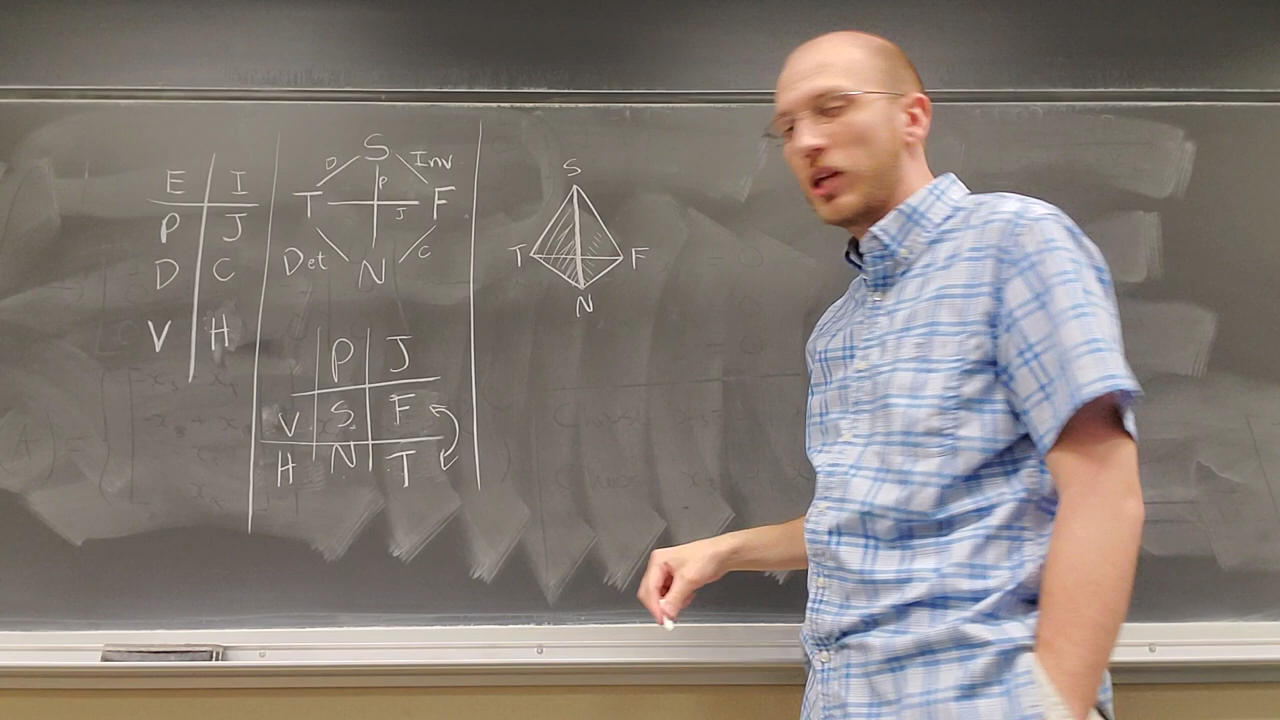 E I
P J
D C
V H
S
D Inv
P
T J F
Det C
N
P J
V S F
H N T
S
T F
N